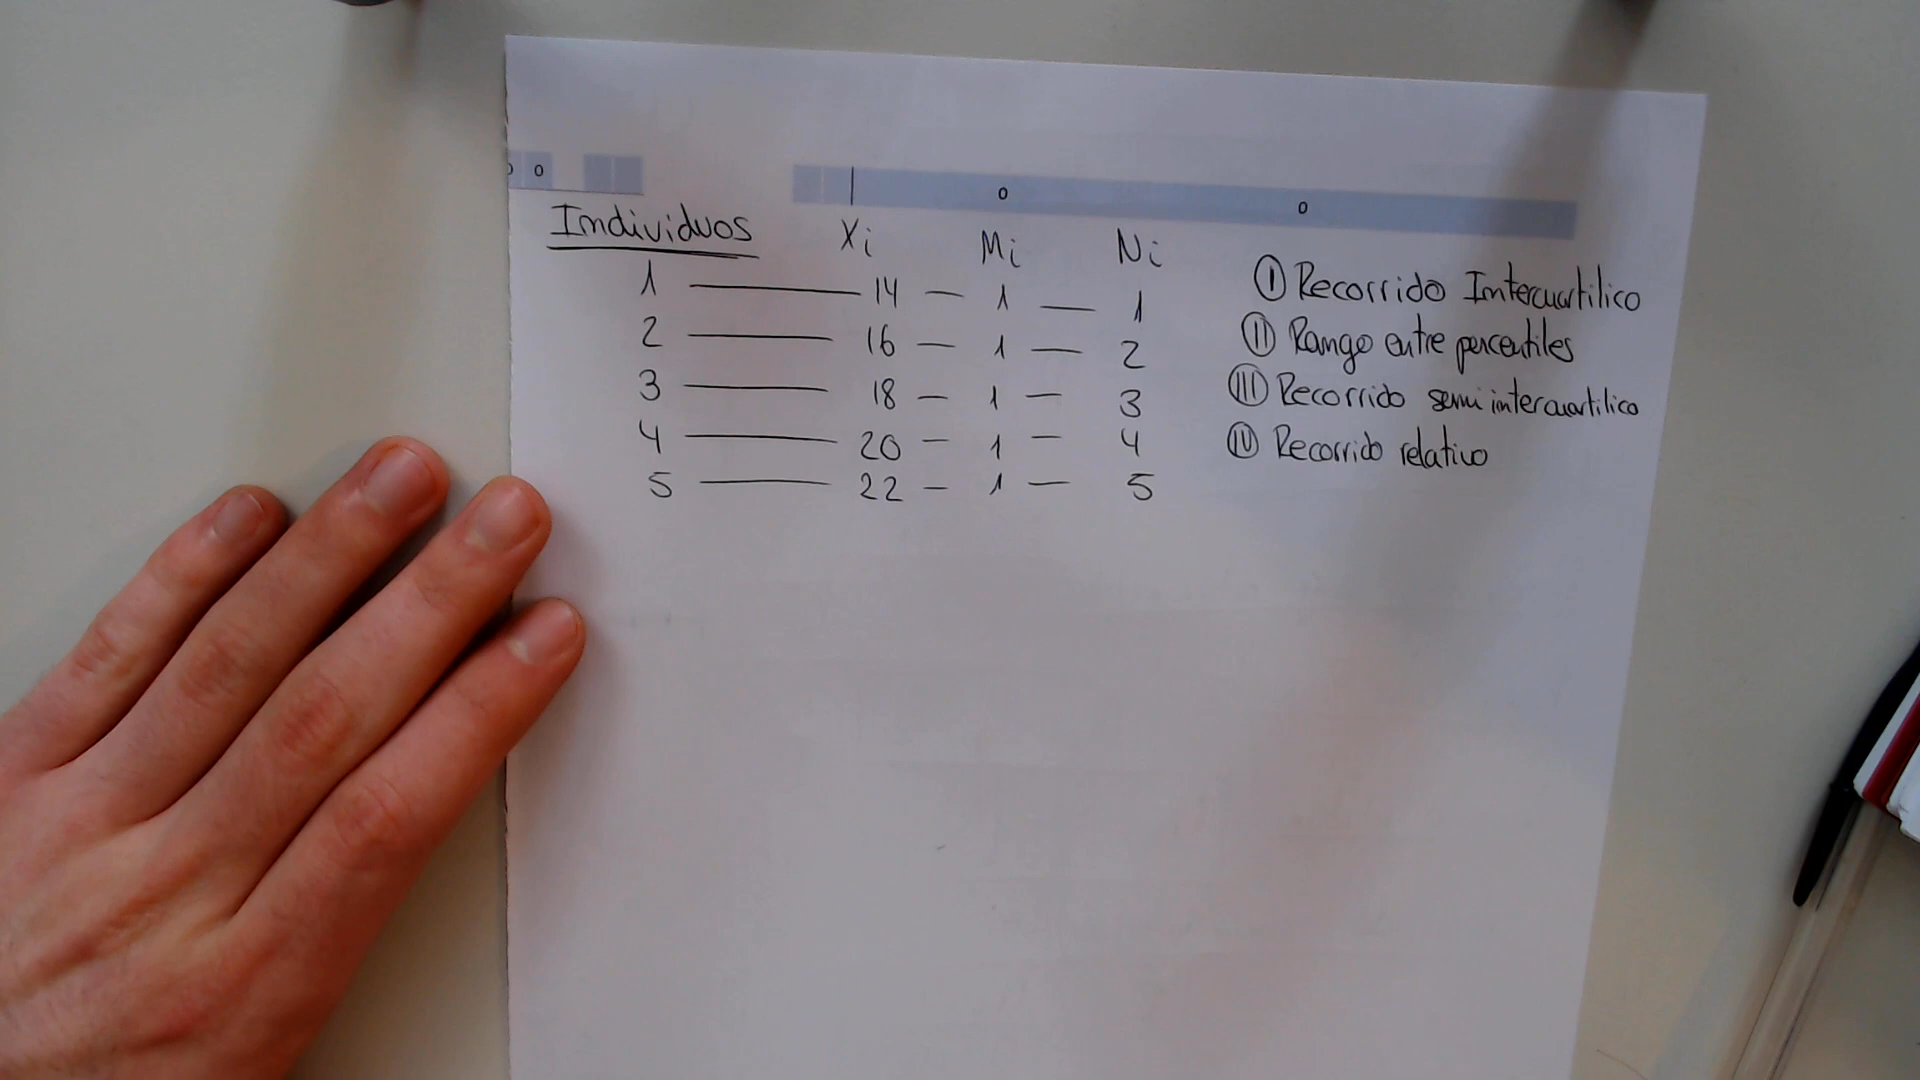 Individuos Xi Mi Ni
1 — 14 — 1 — 1
2 — 16 — 1 — 2
3 — 18 — 1 — 3
4 — 20 — 1 — 4
5 — 22 — 1 — 5
Ⓘ Recorrido Intercuartilico
II Rango entre percentiles
III Recorrido semi intercuartilico
IV Recorrido relativo